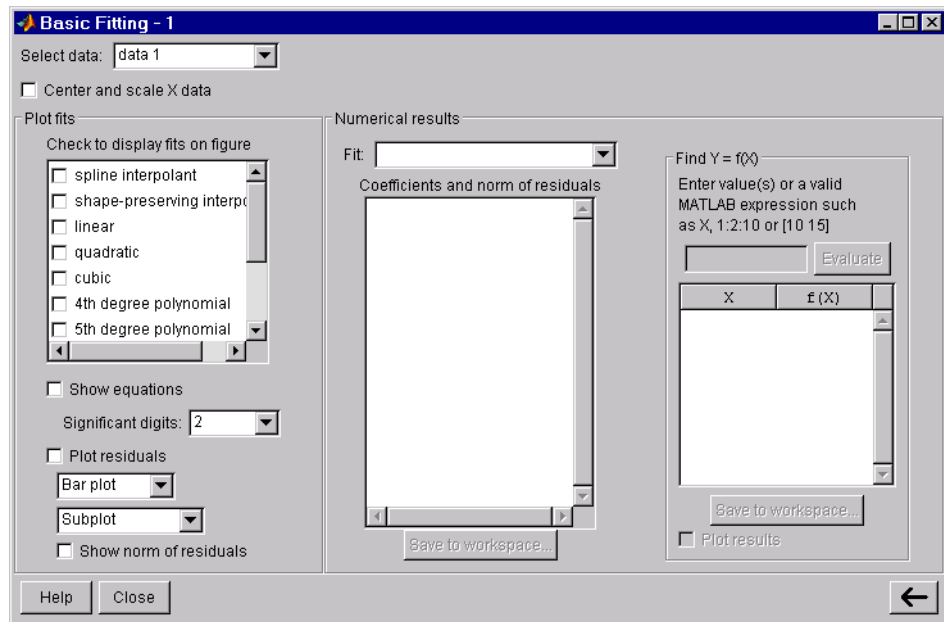 Basic Fitting - 1
Select data: data 1
Center and scale X data
Plot fits
Check to display fits on figure
spline interpolant
shape-preserving interpo
linear
quadratic
cubic
4th degree polynomial
5th degree polynomial
Show equations
Significant digits: 2
Plot residuals
Bar plot
Subplot
Show norm of residuals
Numerical results
Fit:
Coefficients and norm of residuals
Save to workspace...
Find Y = f(X)
Enter value(s) or a valid
MATLAB expression such
as X, 1:2:10 or [10 15]
Evaluate
X f (X)
Save to workspace...
Plot results
Help Close